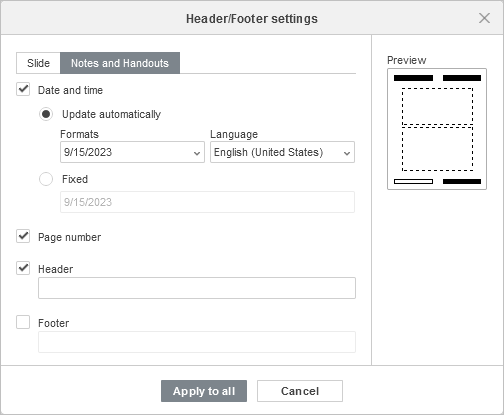 Header/Footer settings
Slide
Notes and Handouts
Preview
Date and time
Update automatically
Formats
Language
9/15/2023
English (United States)
Fixed
9/15/2023
Page number
Header
Footer
Apply to all
Cancel